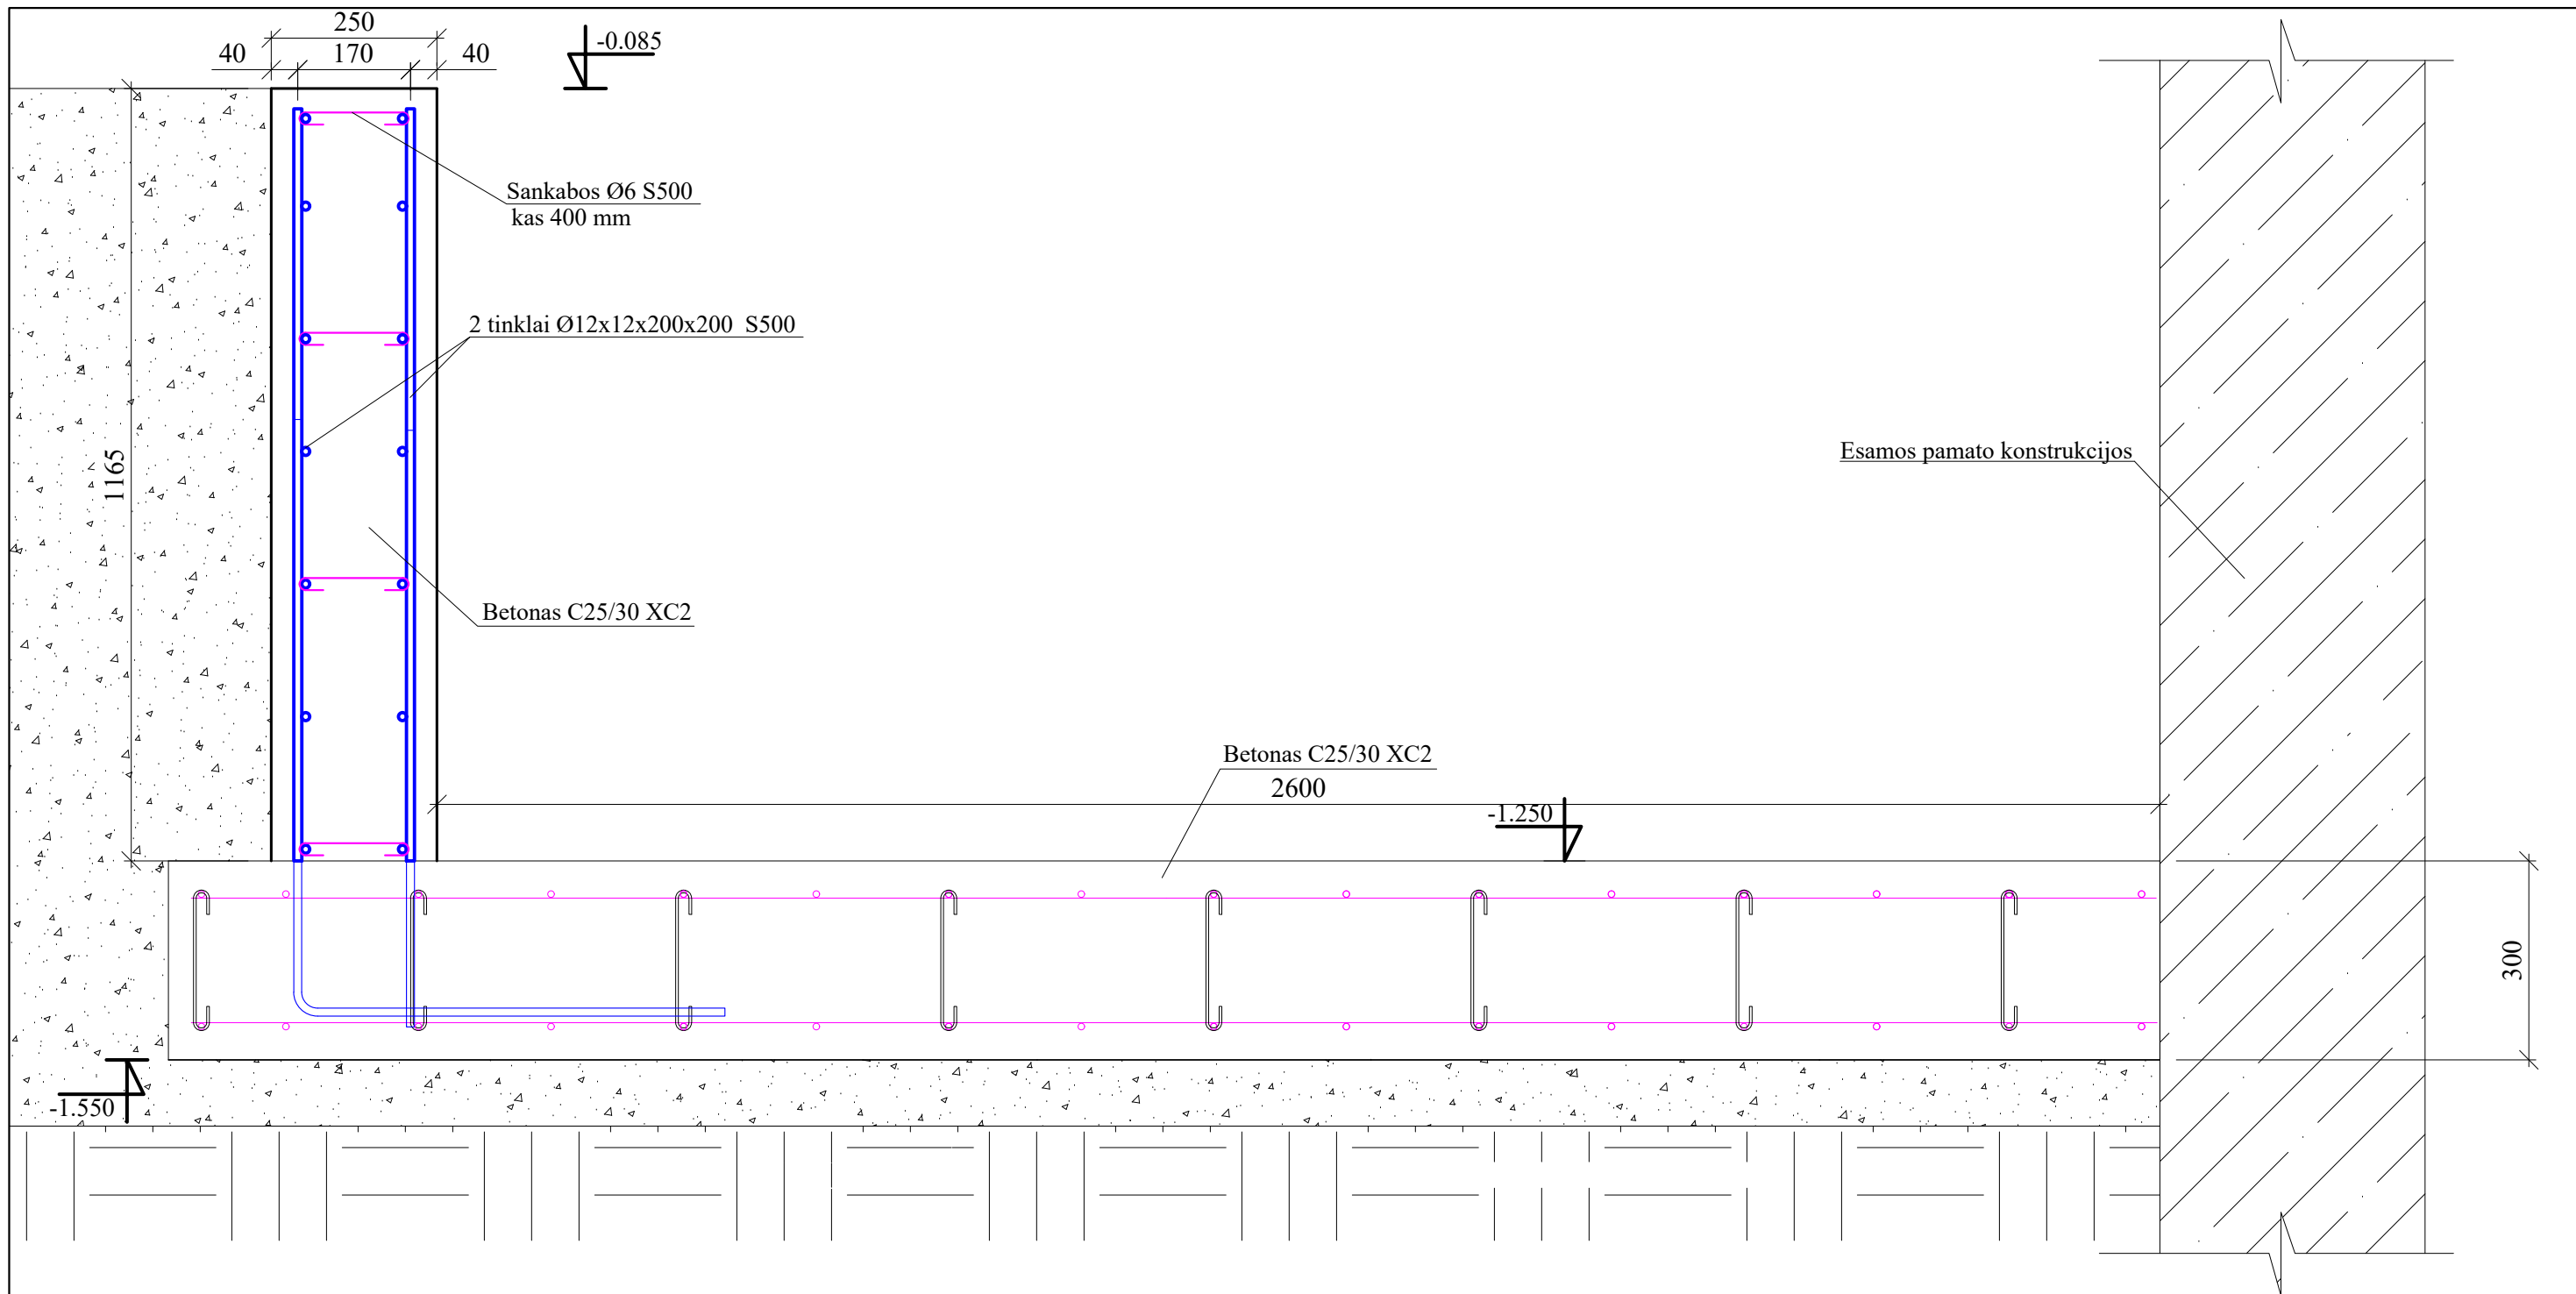 250
40
170
40
-0.085
Sankabos Ø6 S500
kas 400 mm
2 tinklai Ø12x12x200x200 S500
1165
Esamos pamato konstrukcijos
Betonas C25/30 XC2
Betonas C25/30 XC2
2600
-1.250
300
-1.550